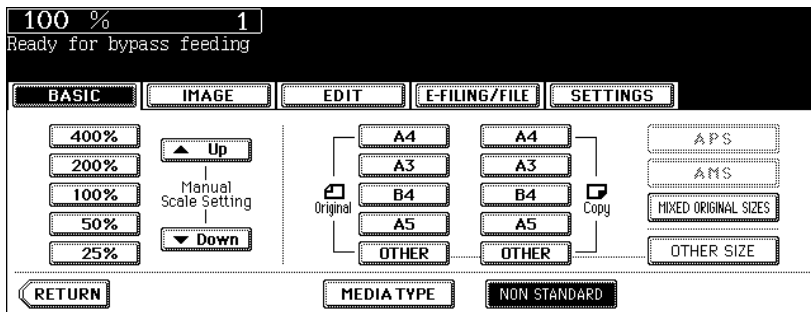 100 % 1
Ready for bypass feeding
BASIC IMAGE EDIT E-FILING/FILE SETTINGS
400% Up A4 A4 APS
200% A3 A3 AMS
100% Manual Scale Setting Original B4 B4 Copy MIXED ORIGINAL SIZES
50% A5 A5
25% Down OTHER OTHER OTHER SIZE
RETURN MEDIA TYPE NON STANDARD